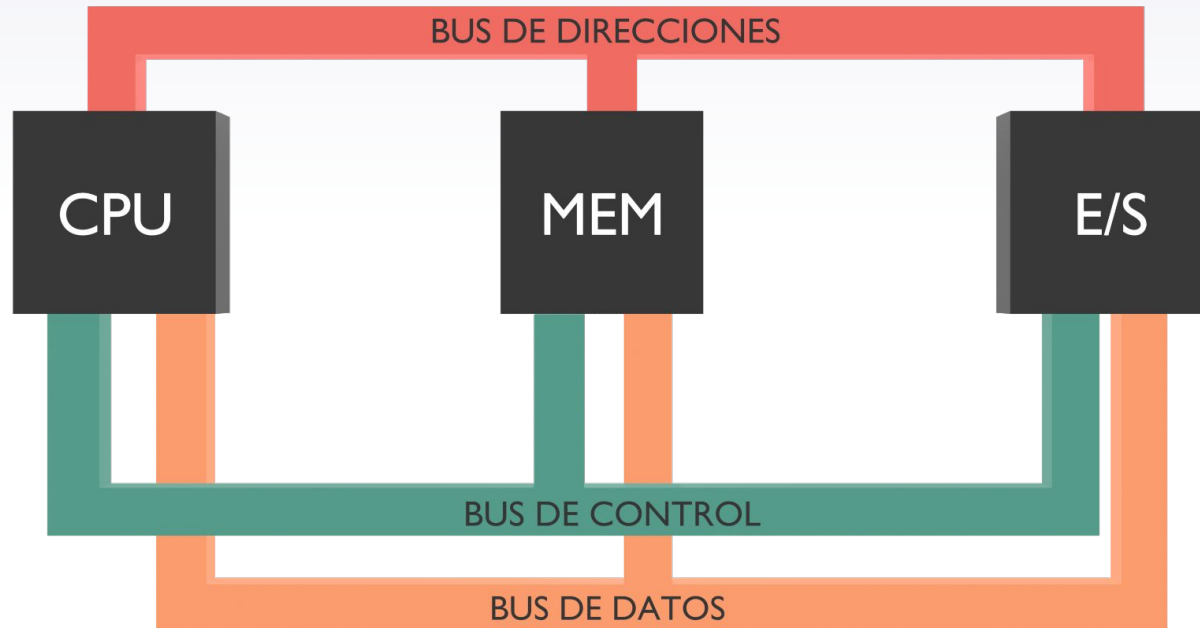 BUS DE DIRECCIONES
CPU
MEM
E/S
BUS DE CONTROL
BUS DE DATOS